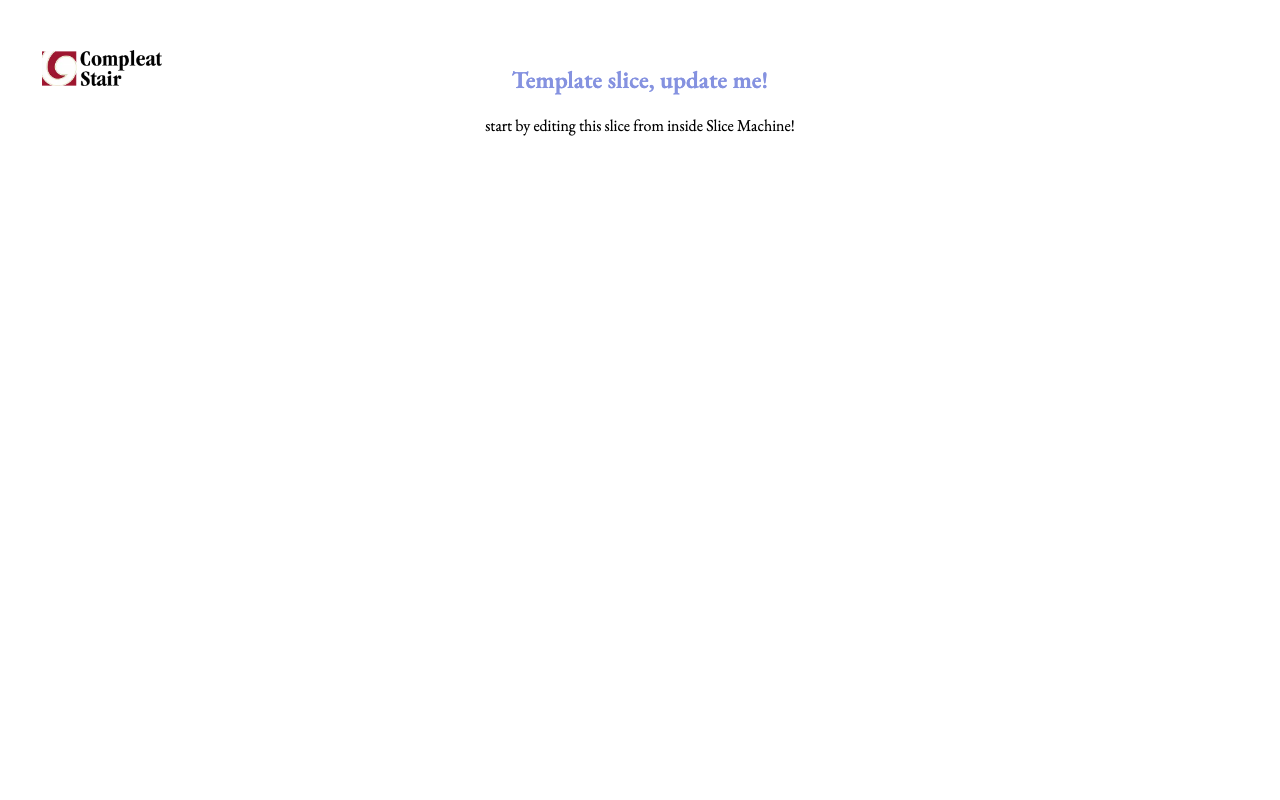 Compleat
Stair
Template slice, update me!
start by editing this slice from inside Slice Machine!